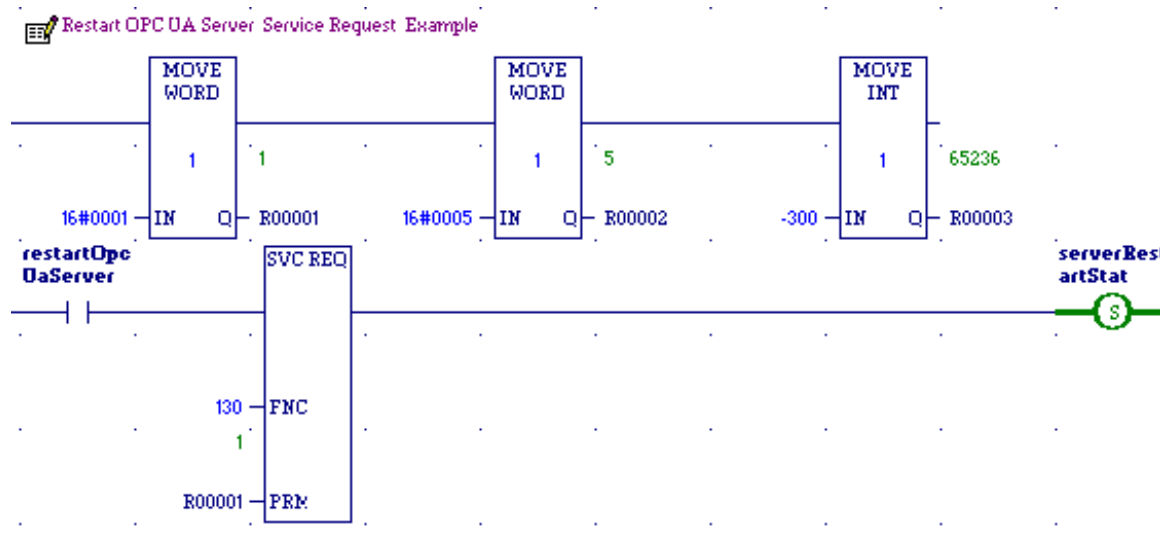 Restart OPC UA Server Service Request Example
MOVE WORD MOVE WORD MOVE INT
1 1 1 5 1 65236
16#0001 IN Q R00001 16#0005 IN Q R00002 -300 IN Q R00003
restartOpc UaServer SVC REQ serverRest artStat
S
130 FNC
1
R00001 PRM